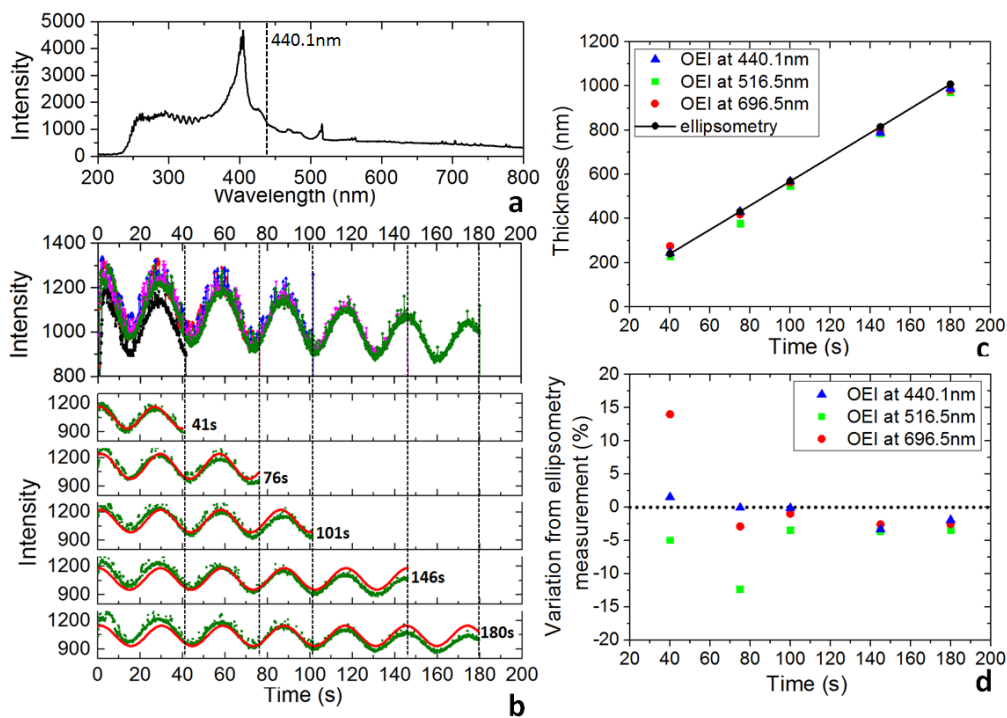 5000
4000
3000
2000
1000
0
Intensity
440.1nm
200 300 400 500 600 700 800
Wavelength (nm)
a
0 20 40 60 80 100 120 140 160 180 200
1400
1200
1000
800
Intensity
1200
900
41s
1200
900
76s
1200
900
101s
1200
900
146s
1200
900
180s
Intensity
0 20 40 60 80 100 120 140 160 180 200
Time (s)
b
1200
1000
800
600
400
200
0
Thickness (nm)
OEI at 440.1nm
OEI at 516.5nm
OEI at 696.5nm
ellipsometry
20 40 60 80 100 120 140 160 180 200
Time (s)
c
20
15
10
5
0
-5
-10
-15
-20
Variation from ellipsometry
measurement (%)
OEI at 440.1nm
OEI at 516.5nm
OEI at 696.5nm
20 40 60 80 100 120 140 160 180 200
Time (s)
d